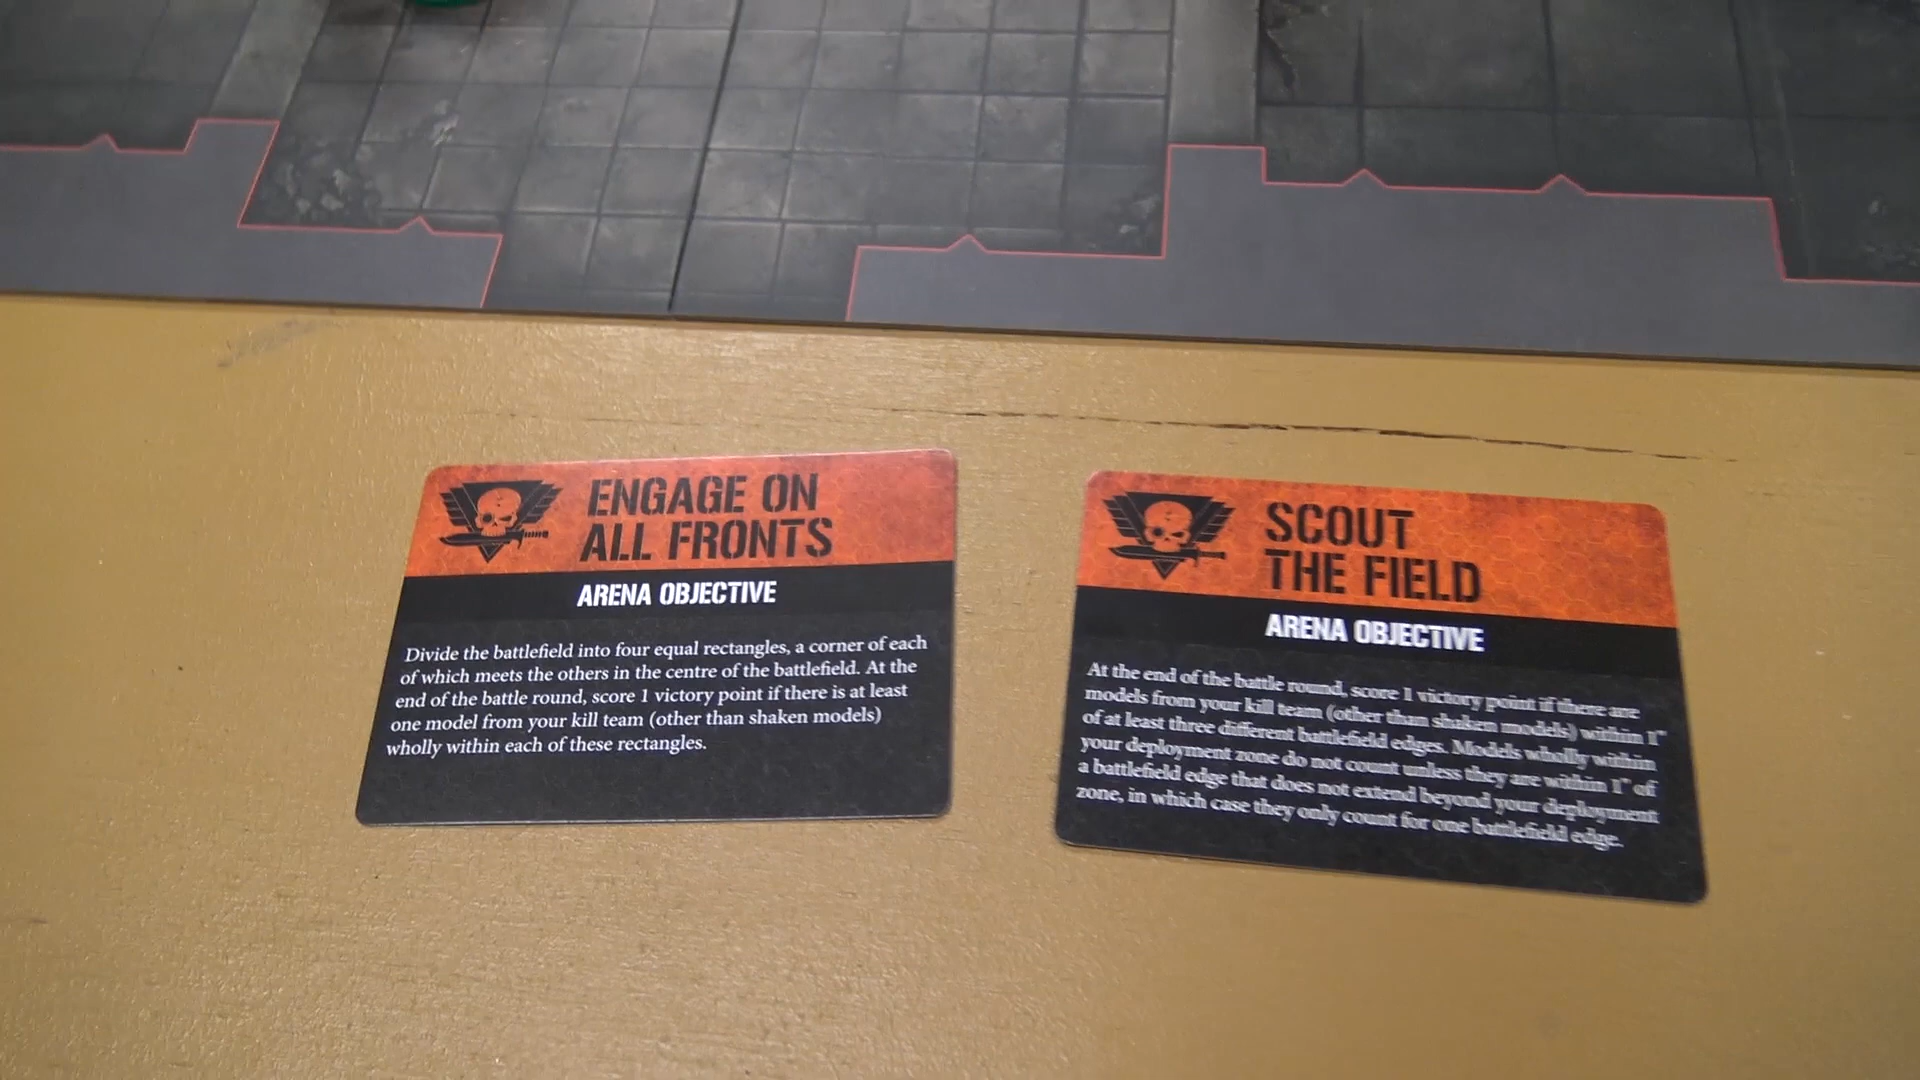 ENGAGE ON
ALL FRONTS
ARENA OBJECTIVE
Divide the battlefield into four equal rectangles, a corner of each
of which meets the others in the centre of the battlefield. At the
end of the battle round, score 1 victory point if there is at least
one model from your kill team (other than shaken models)
wholly within each of these rectangles.
SCOUT
THE FIELD
ARENA OBJECTIVE
At the end of the battle round, score 1 victory point if there are
models from your kill team (other than shaken models) within 1"
of at least three different battlefield edges. Models wholly within
your deployment zone do not count unless they are within 1" of
a battlefield edge that does not extend beyond your deployment
zone, in which case they only count for one battlefield edge.